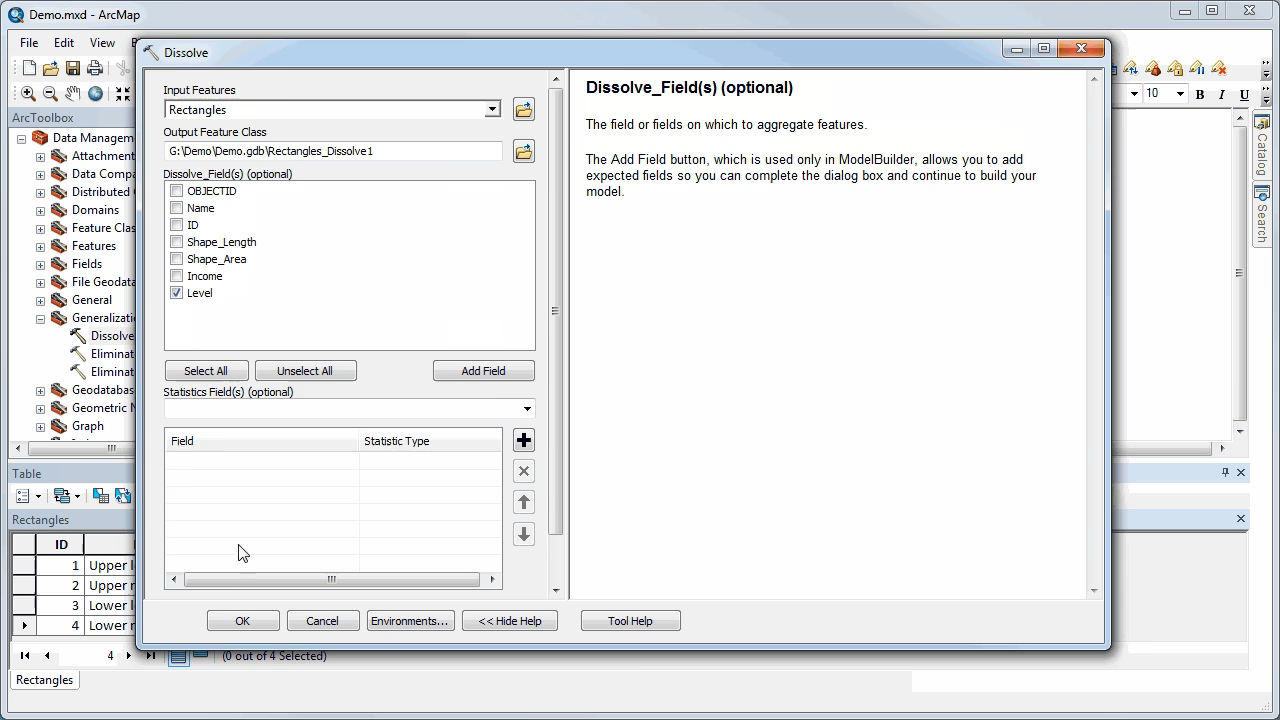 Demo.mxd - ArcMap
File Edit View
Dissolve
10 B I U
ArcToolbox
Data Managem
Attachment
Data Compa
Distributed
Domains
Feature Clas
Features
Fields
File Geodata
General
Generalizatio
Dissolve
Eliminat
Eliminat
Geodatabas
Geometric N
Graph
Input Features
Rectangles
Output Feature Class
G:\Demo\Demo.gdb\Rectangles_Dissolve1
Dissolve_Field(s) (optional)
OBJECTID
Name
ID
Shape_Length
Shape_Area
Income
Level
Select All Unselect All Add Field
Statistics Field(s) (optional)
Field Statistic Type
OK Cancel Environments... << Hide Help Tool Help
Dissolve_Field(s) (optional)
The field or fields on which to aggregate features.
The Add Field button, which is used only in ModelBuilder, allows you to add
expected fields so you can complete the dialog box and continue to build your
model.
Catalog
Search
Table
Rectangles
ID
1 Upper l
2 Upper r
3 Lower l
4 Lower r
4 (0 out of 4 Selected)
Rectangles